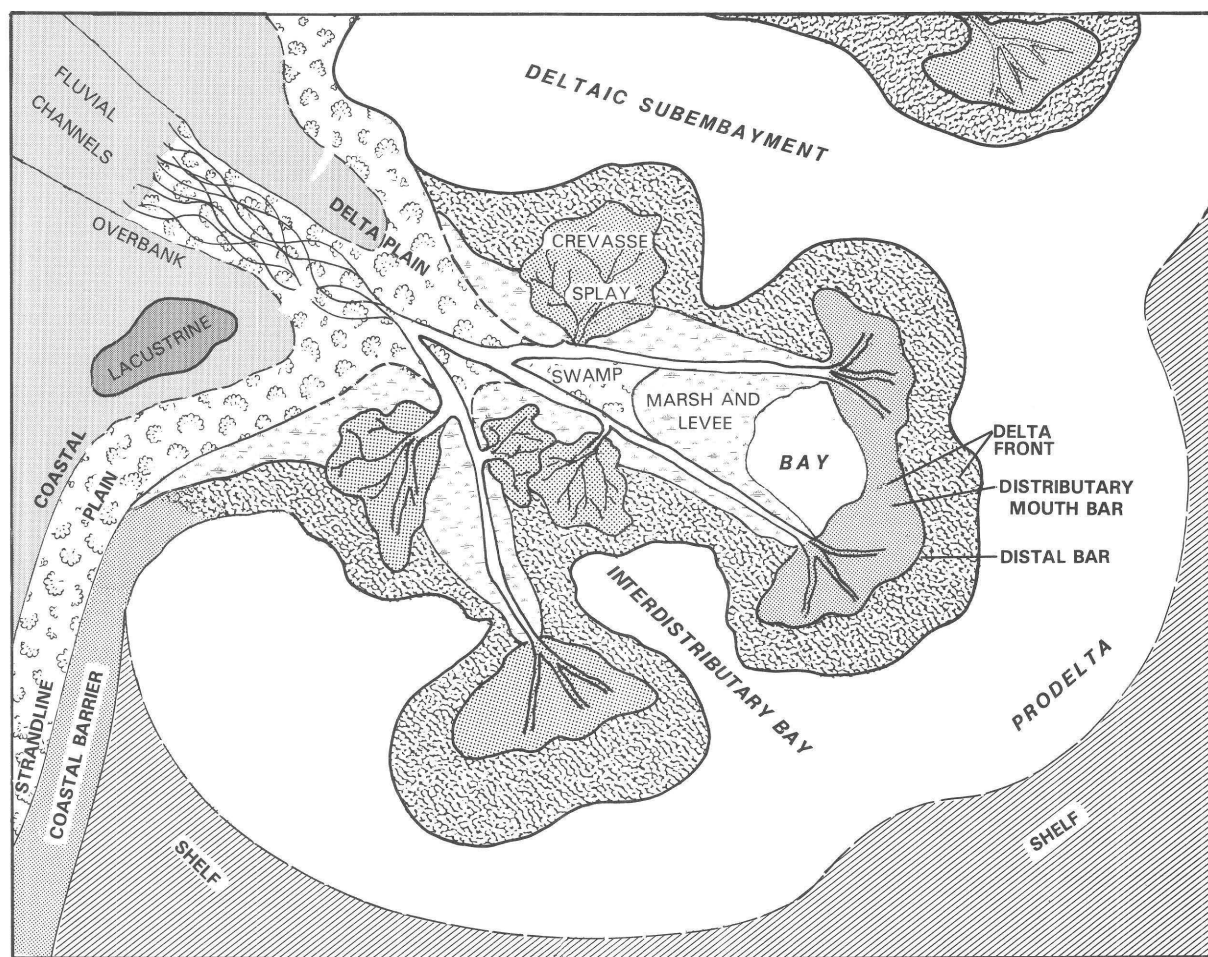 DELTAIC SUBEMBAYMENT
FLUVIAL
CHANNELS
OVERBANK
DELTA PLAIN
CREVASSE
SPLAY
LACUSTRINE
SWAMP
MARSH AND
LEVEE
BAY
DELTA
FRONT
DISTRIBUTARY
MOUTH BAR
DISTAL BAR
COASTAL
PLAIN
INTERDISTRIBUTARY BAY
PRODELTA
STRANDLINE
COASTAL BARRIER
SHELF
SHELF